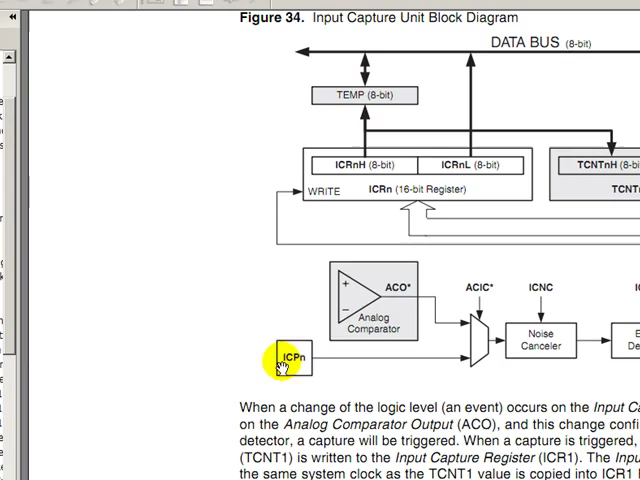 Figure 34. Input Capture Unit Block Diagram
DATA BUS (8-bit)
TEMP (8-bit)
ICRnH (8-bit)
ICRnL (8-bit)
TCNTnH (8-bi
WRITE
ICRn (16-bit Register)
TCNTn
ACO*
ACIC*
ICNC
IC
+
-
Analog
Comparator
Noise
Canceler
E
De
ICPn
When a change of the logic level (an event) occurs on the Input Ca
on the Analog Comparator Output (ACO), and this change confi
detector, a capture will be triggered. When a capture is triggered,
(TCNT1) is written to the Input Capture Register (ICR1). The Inpu
the same system clock as the TCNT1 value is copied into ICR1